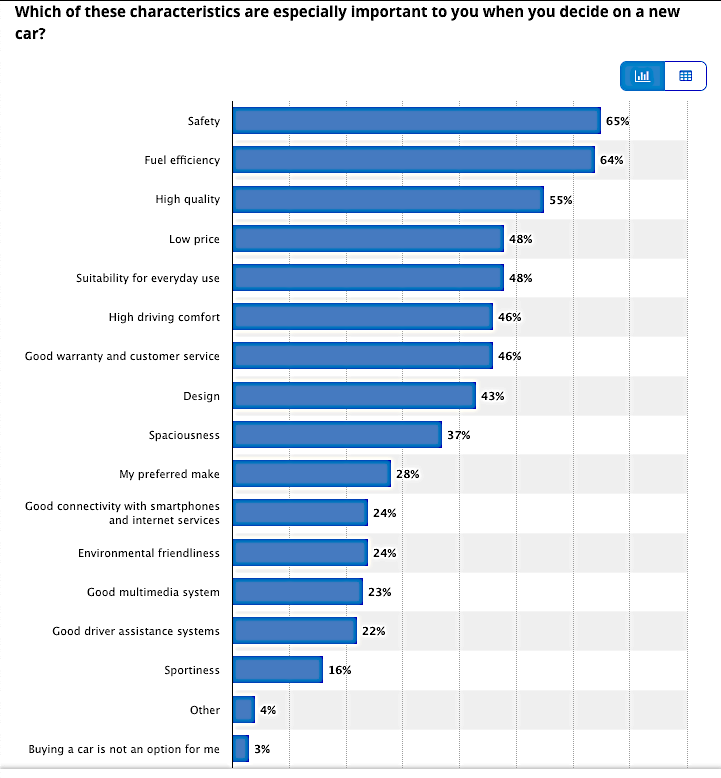 Which of these characteristics are especially important to you when you decide on a new
car?
Safety 65%
Fuel efficiency 64%
High quality 55%
Low price 48%
Suitability for everyday use 48%
High driving comfort 46%
Good warranty and customer service 46%
Design 43%
Spaciousness 37%
My preferred make 28%
Good connectivity with smartphones
and internet services 24%
Environmental friendliness 24%
Good multimedia system 23%
Good driver assistance systems 22%
Sportiness 16%
Other 4%
Buying a car is not an option for me 3%